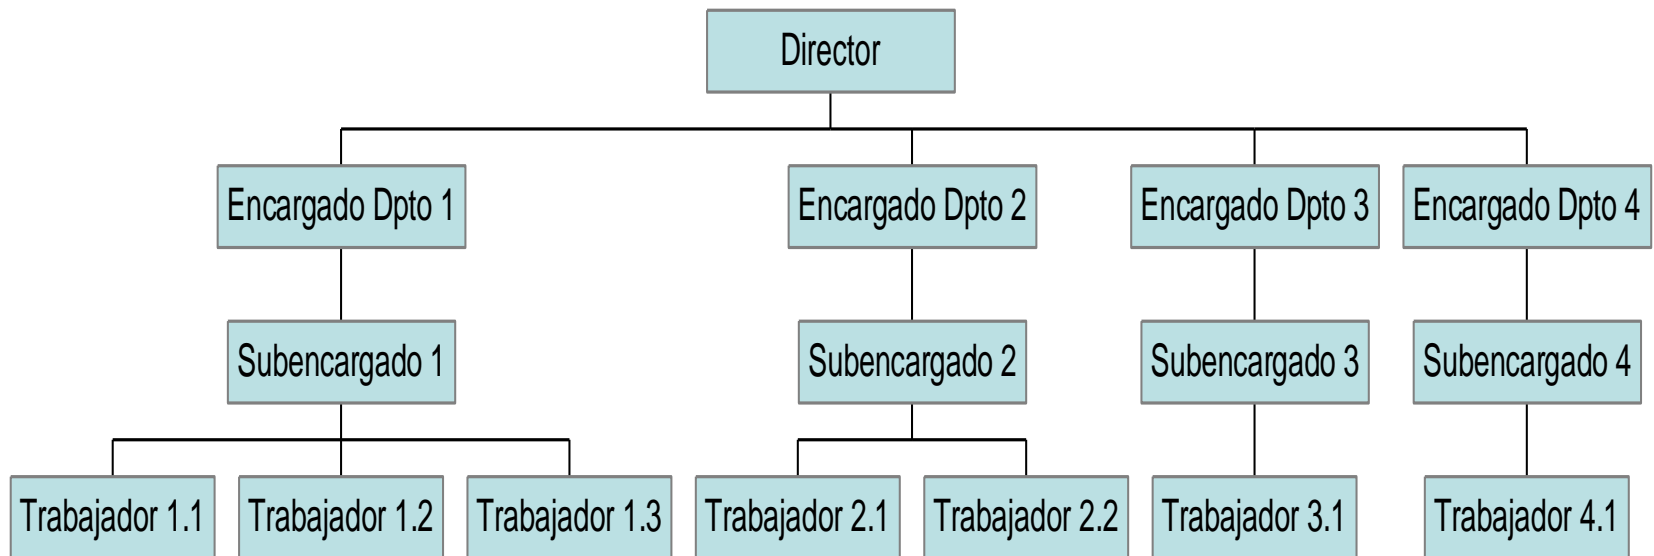 Director
Encargado Dpto 1
Encargado Dpto 2
Encargado Dpto 3
Encargado Dpto 4
Subencargado 1
Subencargado 2
Subencargado 3
Subencargado 4
Trabajador 1.1
Trabajador 1.2
Trabajador 1.3
Trabajador 2.1
Trabajador 2.2
Trabajador 3.1
Trabajador 4.1